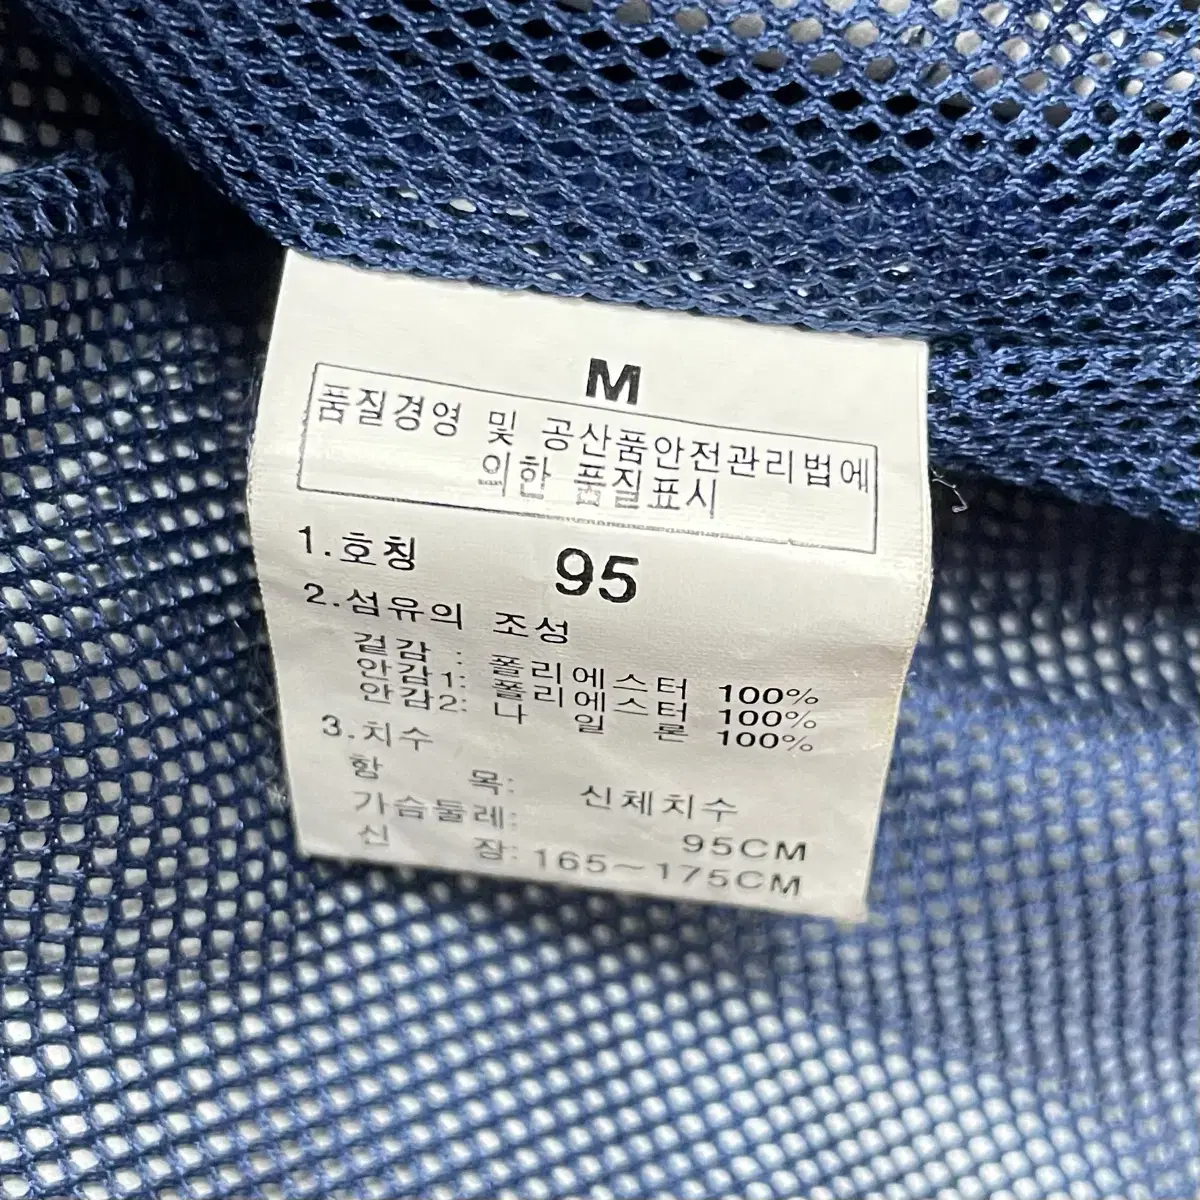 M
품질경영 및 공산품안전관리법에
의한 품질표시
1.호칭 95
2.섬유의 조성
겉감 : 폴리에스터 100%
안감1: 폴리에스터 100%
안감2: 나 일 론 100%
3.치수
항 목: 신체치수
가슴둘레: 95CM
신 장: 165~175CM